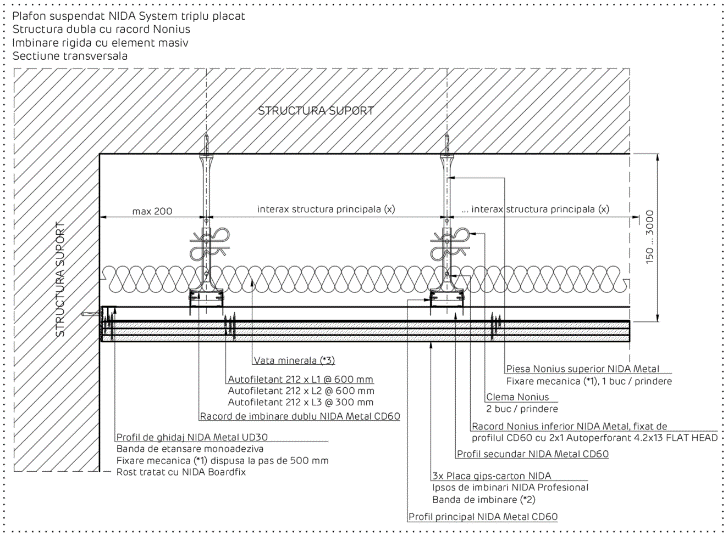 Plafon suspendat NIDA System triplu placat
Structura dubla cu racord Nonius
Imbinare rigida cu element masiv
Sectiune transversala
STRUCTURA SUPORT
STRUCTURA SUPORT
max 200
interax structura principala (x)
... interax structura principala (x)
150 ... 3000
Vata minerala (*3)
Autofiletant 212 x L1 @ 600 mm
Autofiletant 212 x L2 @ 600 mm
Autofiletant 212 x L3 @ 300 mm
Racord de imbinare dublu NIDA Metal CD60
Profil de ghidaj NIDA Metal UD30
Banda de etansare monoadeziva
Fixare mecanica (*1) dispusa la pas de 500 mm
Rost tratat cu NIDA Boardfix
Piesa Nonius superior NIDA Metal
Fixare mecanica (*1), 1 buc / prindere
Clema Nonius
2 buc / prindere
Racord Nonius inferior NIDA Metal, fixat de
profilul CD60 cu 2x1 Autoperforant 4.2x13 FLAT HEAD
Profil secundar NIDA Metal CD60
3x Placa gips-carton NIDA
Ipsos de imbinari NIDA Profesional
Banda de imbinare (*2)
Profil principal NIDA Metal CD60